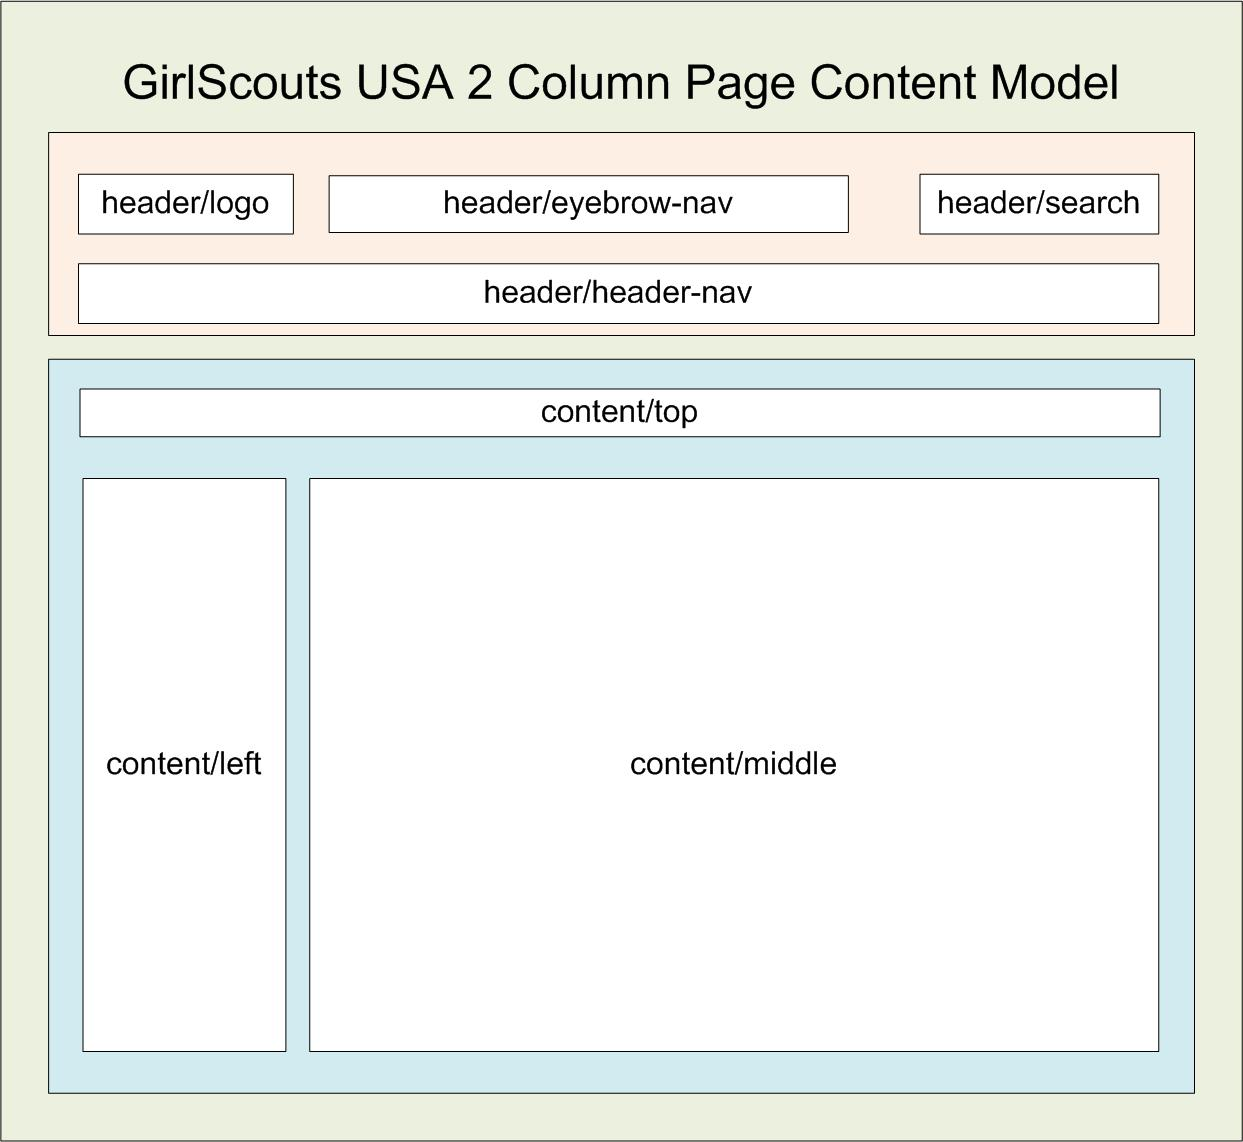 GirlScouts USA 2 Column Page Content Model
header/logo
header/eyebrow-nav
header/search
header/header-nav
content/top
content/left
content/middle